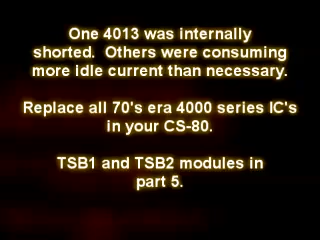 One 4013 was internally
shorted.  Others were consuming
more idle current than necessary.
Replace all 70's era 4000 series IC's
in your CS-80.
TSB1 and TSB2 modules in
part 5.